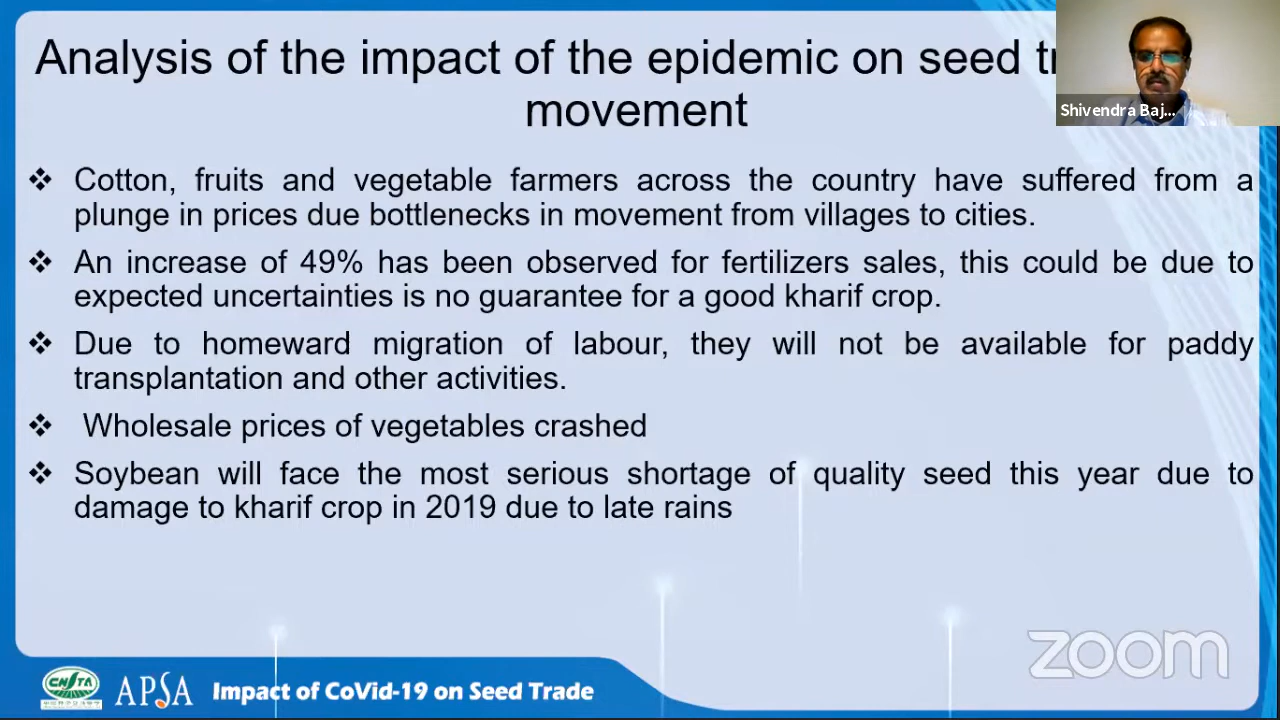 Analysis of the impact of the epidemic on seed
movement
Shivendra Baj...
❖ Cotton, fruits and vegetable farmers across the country have suffered from a
plunge in prices due bottlenecks in movement from villages to cities.
❖ An increase of 49% has been observed for fertilizers sales, this could be due to
expected uncertainties is no guarantee for a good kharif crop.
❖ Due to homeward migration of labour, they will not be available for paddy
transplantation and other activities.
❖ Wholesale prices of vegetables crashed
❖ Soybean will face the most serious shortage of quality seed this year due to
damage to kharif crop in 2019 due to late rains
zoom
CNSTA
APSA
Impact of CoVid-19 on Seed Trade